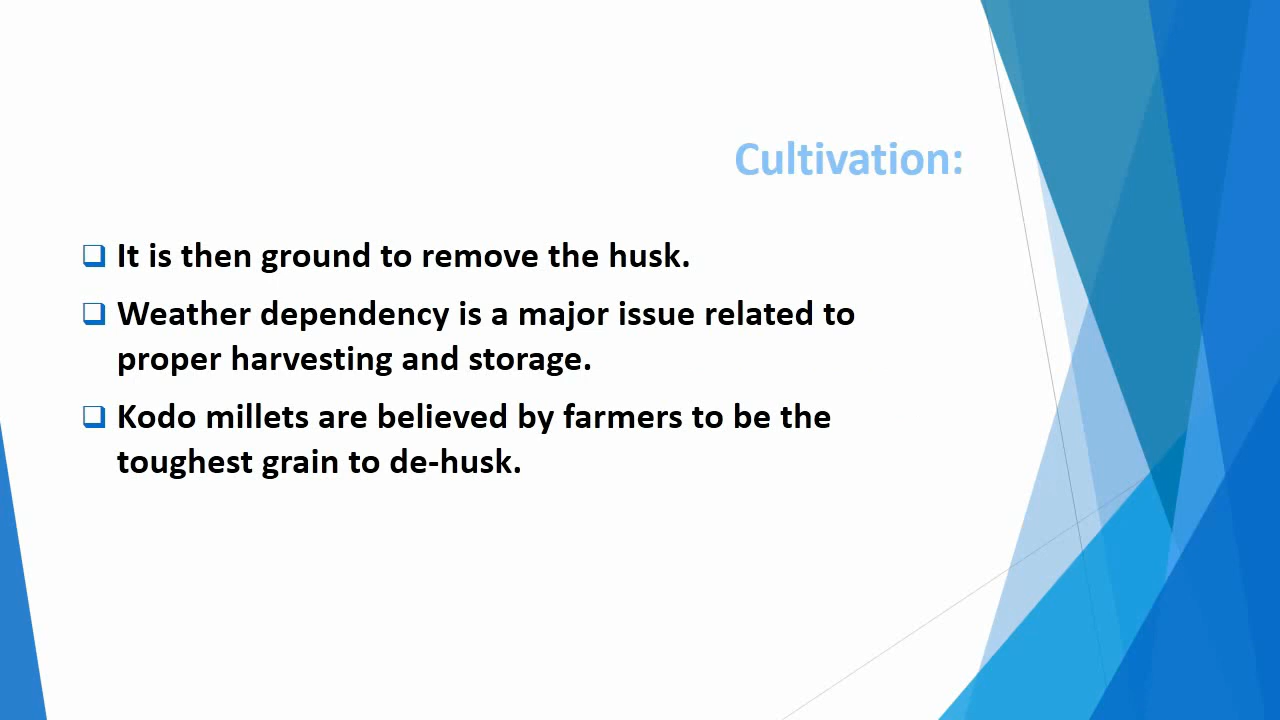 Cultivation:
It is then ground to remove the husk.
Weather dependency is a major issue related to
proper harvesting and storage.
Kodo millets are believed by farmers to be the
toughest grain to de-husk.